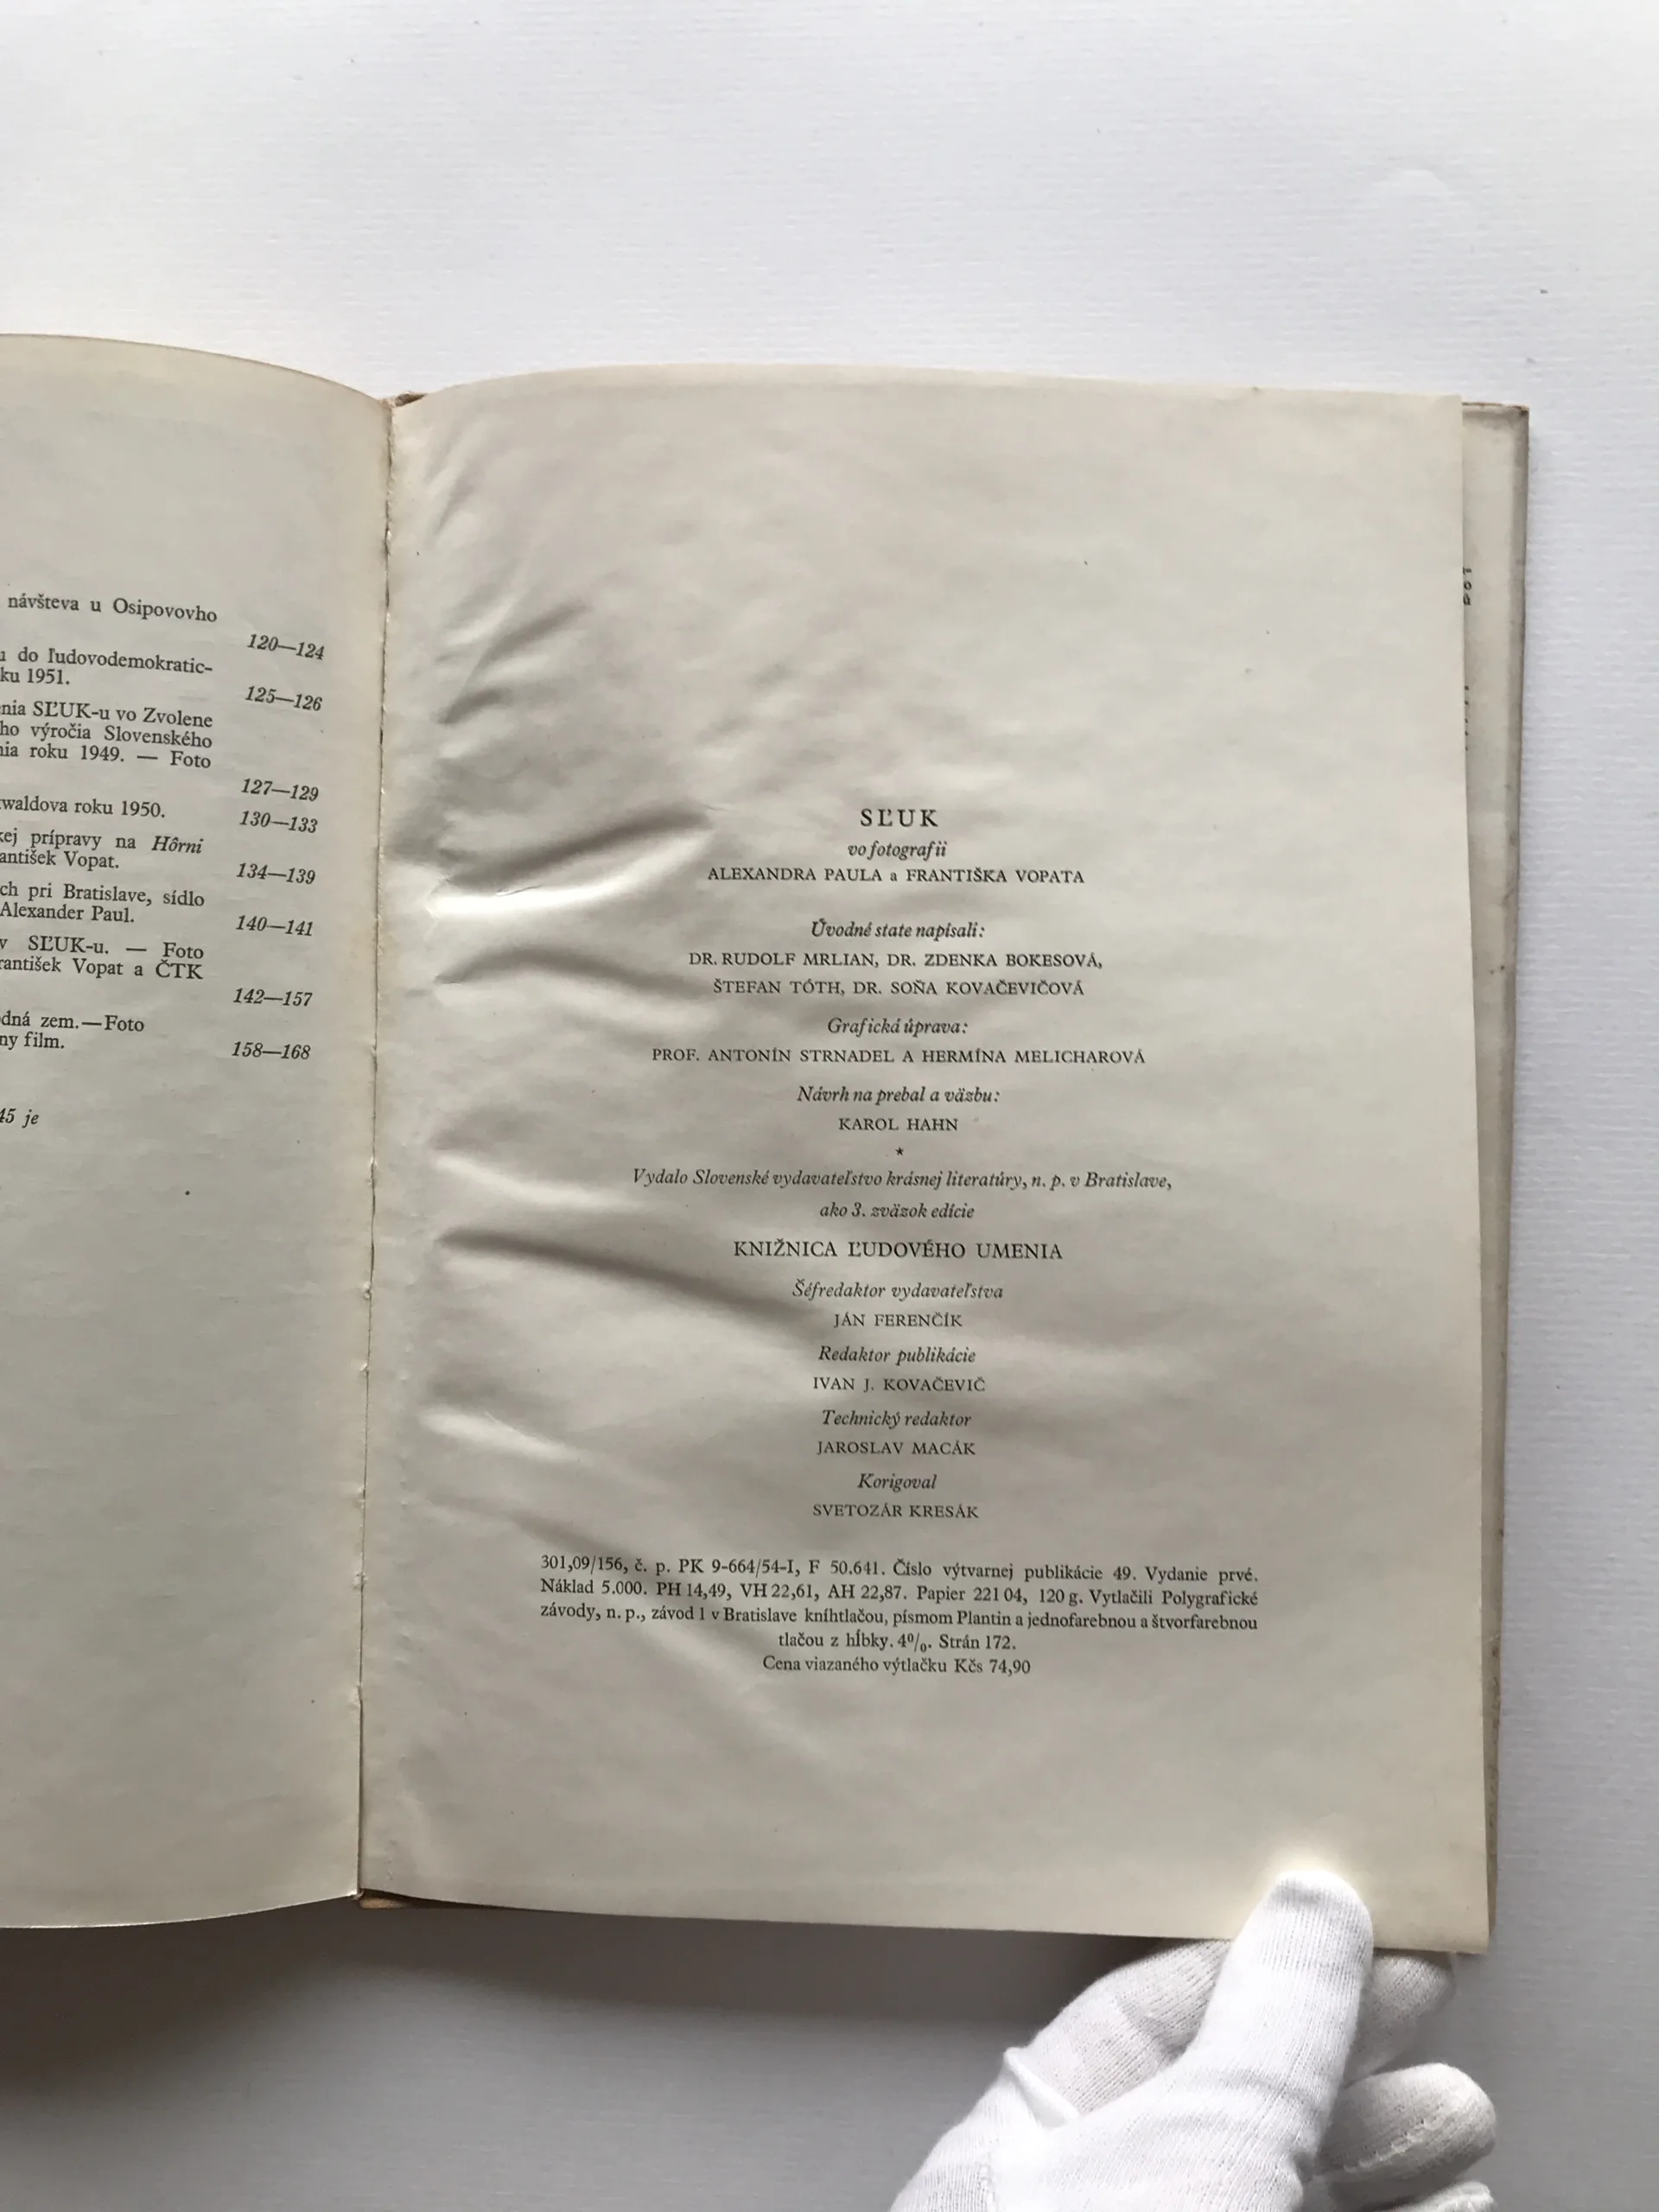 návšteva u Osipovovho
120—124
do ľudovodemokratic-
ku 1951.
125—126
nia SĽUK-u vo Zvolene
ho výročia Slovenského
nia roku 1949. — Foto
127—129
waldova roku 1950.
130—133
kej prípravy na Hôrni
antišek Vopat.
134—139
ch pri Bratislave, sídlo
Alexander Paul.
140—141
v SĽUK-u. — Foto
rantišek Vopat a ČTK
142—157
dná zem.—Foto
ny film.
158—168
45 je
SĽUK
vo fotografii
ALEXANDRA PAULA a FRANTIŠKA VOPATA
Úvodné state napísali:
DR. RUDOLF MRLIAN, DR. ZDENKA BOKESOVÁ,
ŠTEFAN TÓTH, DR. SOŇA KOVAČEVIČOVÁ
Grafická úprava:
PROF. ANTONÍN STRNADEL A HERMÍNA MELICHAROVÁ
Návrh na prebal a väzbu:
KAROL HAHN
★
Vydalo Slovenské vydavateľstvo krásnej literatúry, n. p. v Bratislave,
ako 3. zväzok edície
KNIŽNICA ĽUDOVÉHO UMENIA
Šéfredaktor vydavateľstva
JÁN FERENČÍK
Redaktor publikácie
IVAN J. KOVAČEVIČ
Technický redaktor
JAROSLAV MACÁK
Korigoval
SVETOZÁR KRESÁK
301,09/156, č. p. PK 9-664/54-I, F 50.641. Číslo výtvarnej publikácie 49. Vydanie prvé.
Náklad 5.000. PH 14,49, VH 22,61, AH 22,87. Papier 221 04, 120 g. Vytlačili Polygrafické
závody, n. p., závod 1 v Bratislave kníhtlačou, písmom Plantin a jednofarebnou a štvorfarebnou
tlačou z hĺbky. 4%. Strán 172.
Cena viazaného výtlačku Kčs 74,90